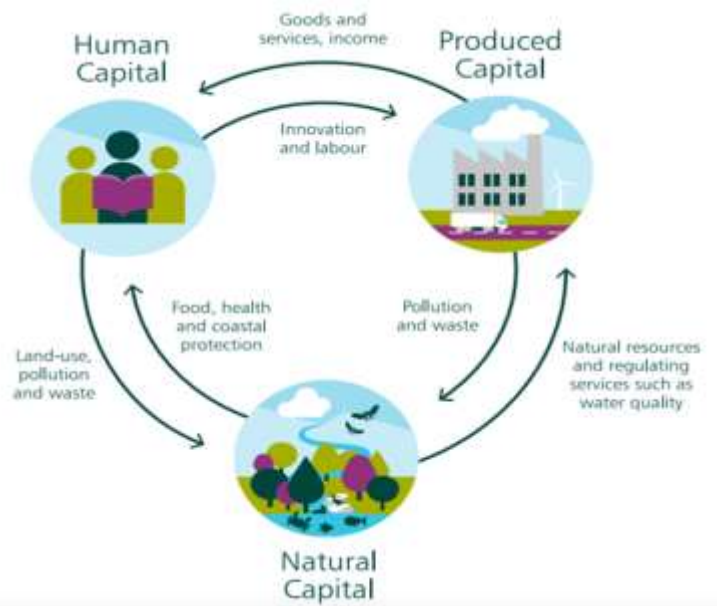 Goods and
services, income
Human
Capital
Produced
Capital
Innovation
and labour
Food, health
and coastal
protection
Pollution
and waste
Land-use,
pollution
and waste
Natural resources
and regulating
services such as
water quality
Natural
Capital